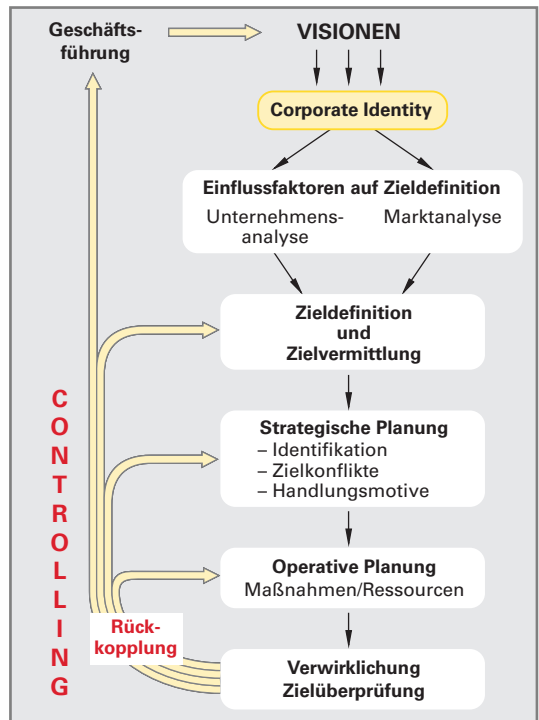 Geschäfts-
führung
VISIONEN
Corporate Identity
Einflussfaktoren auf Zieldefinition
Unternehmens-
analyse
Marktanalyse
Zieldefinition
und
Zielvermittlung
Strategische Planung
– Identifikation
– Zielkonflikte
– Handlungsmotive
Operative Planung
Maßnahmen/Ressourcen
Verwirklichung
Zielüberprüfung
CONTROLLING
Rück-
kopplung